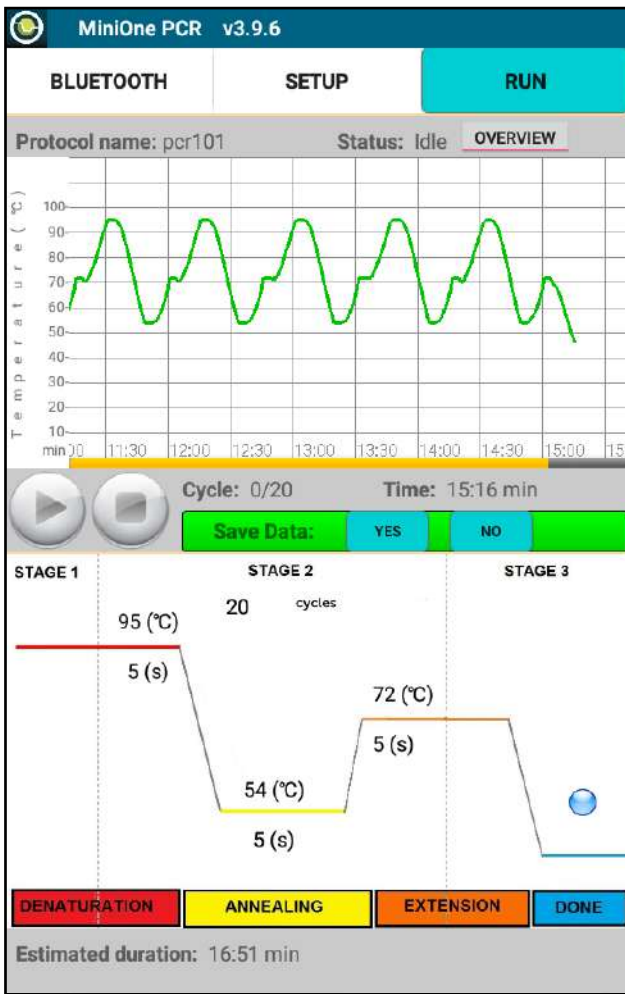 MiniOne PCR v3.9.6
BLUETOOTH SETUP RUN
Protocol name: pcr101 Status: Idle OVERVIEW
Temperature (℃)
100
90
80
70
60
50
40
30
20
10
min 00 11:30 12:00 12:30 13:00 13:30 14:00 14:30 15:00 15
Cycle: 0/20 Time: 15:16 min
Save Data: YES NO
STAGE 1 STAGE 2 STAGE 3
20 cycles
95 (℃)
5 (s)
72 (℃)
5 (s)
54 (℃)
5 (s)
DENATURATION ANNEALING EXTENSION DONE
Estimated duration: 16:51 min